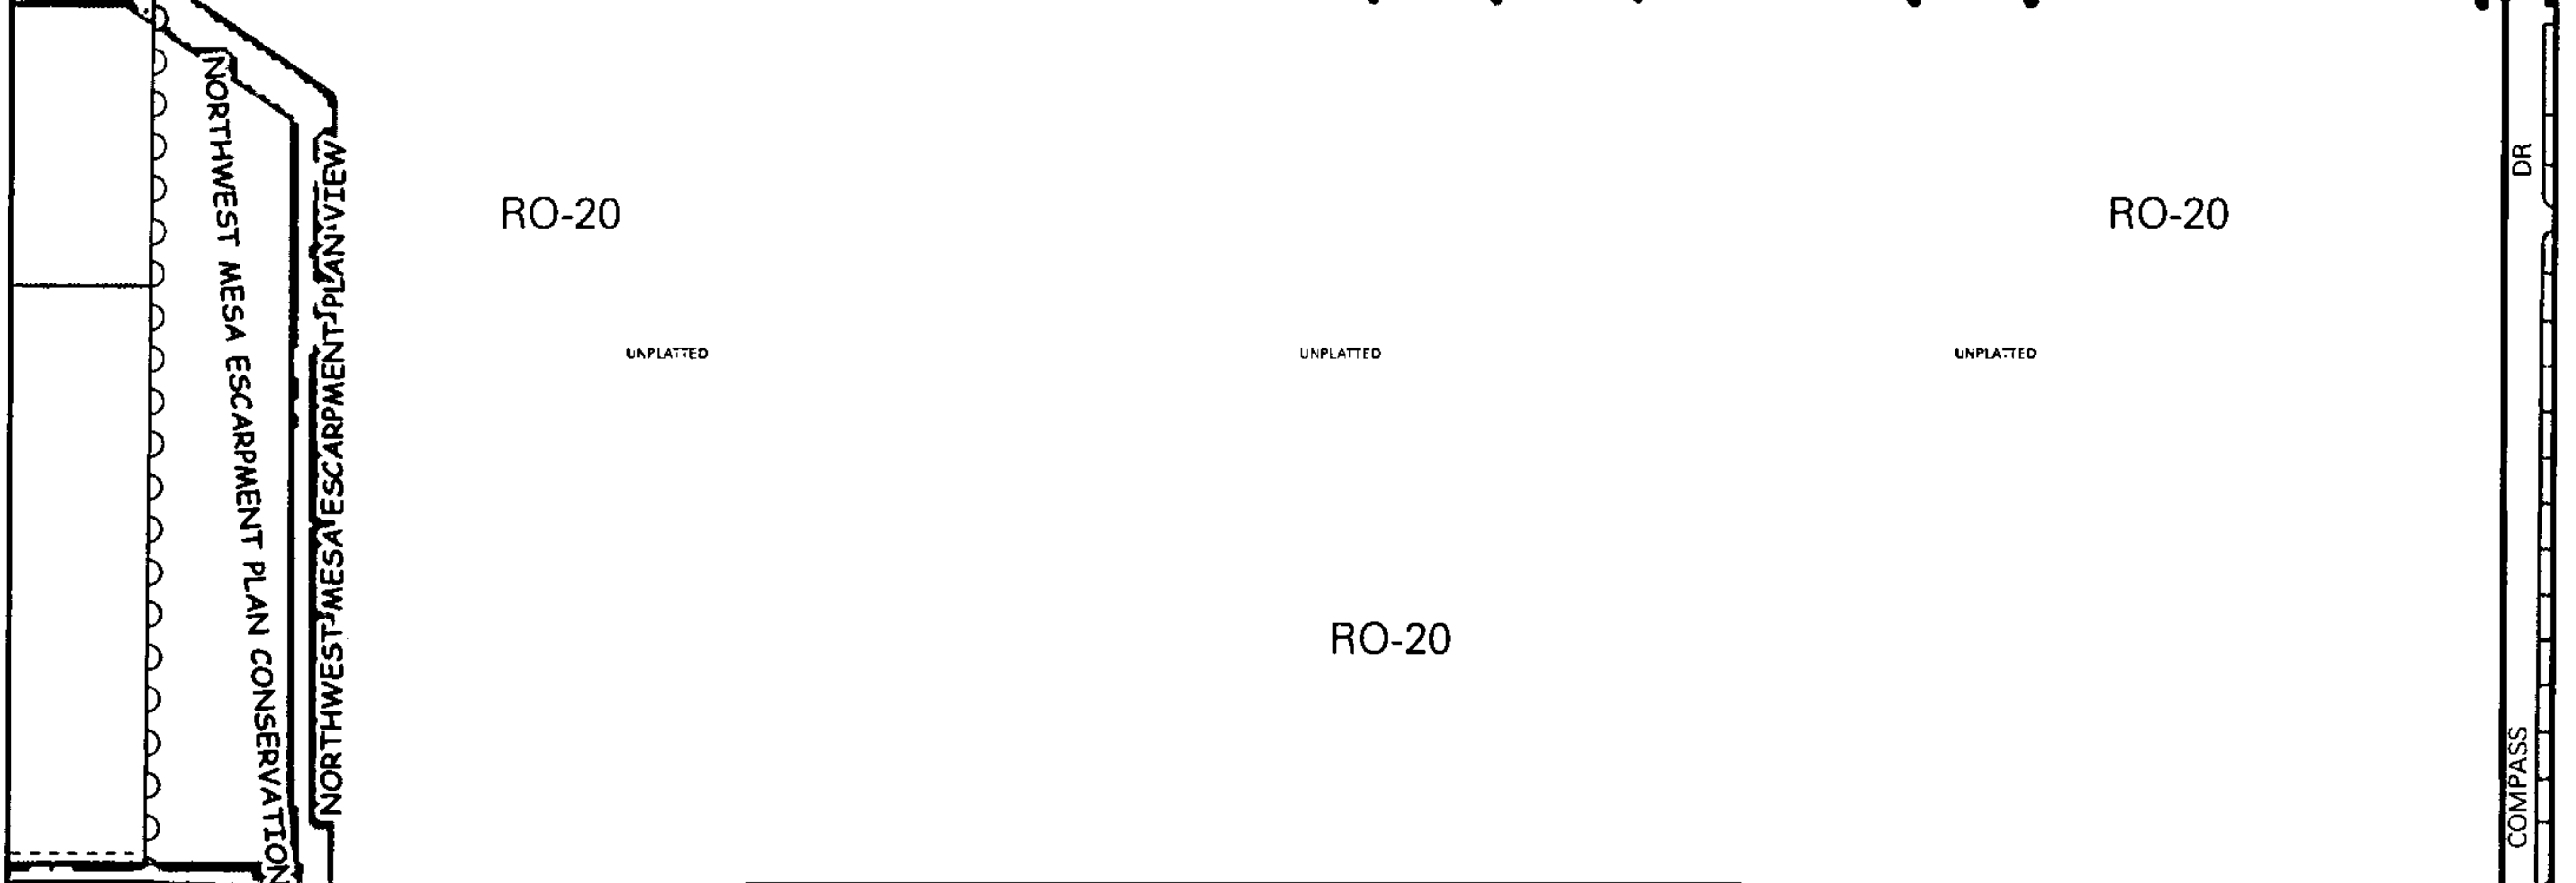 NORTHWEST MESA ESCARPMENT PLAN CONSERVATION
NORTHWEST MESA ESCARPMENT PLAN VIEW
RO-20
RO-20
DR
UNPLATTED
UNPLATTED
UNPLATTED
RO-20
COMPASS